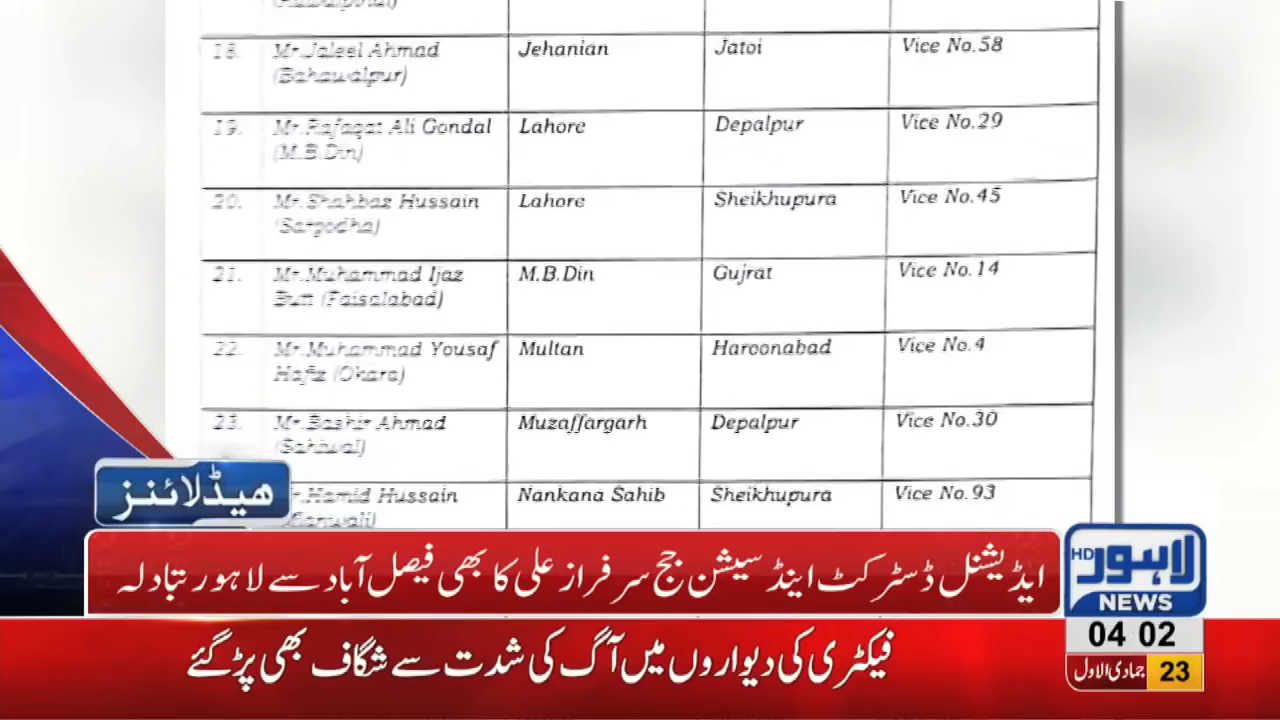 18. Mr.Jaleel Ahmad (Bahawalpur) Jehanian Jatoi Vice No.58
19. Mr.Rafaqat Ali Gondal (M.B.Din) Lahore Depalpur Vice No.29
20. Mr.Shahbaz Hussain (Sargodha) Lahore Sheikhupura Vice No.45
21. Mr.Muhammad Ijaz Butt (Faisalabad) M.B.Din Gujrat Vice No.14
22. Mr.Muhammad Yousaf Hafiz (Okara) Multan Haroonabad Vice No.4
23. Mr.Bashir Ahmad (Sahiwal) Muzaffargarh Depalpur Vice No.30
Hamid Hussain Nankana Sahib Sheikhupura Vice No.93
ھیڈلائنز
ایڈیشنل ڈسٹرکٹ اینڈ سیشن جج سرفراز علی کا بھی فیصل آباد سے لاہور تبادلہ
فیکٹری کی دیواروں میں آگ کی شدت سے شگاف بھی پڑ گئے
لاہور HD
NEWS
04 02
23 جمادی الاول